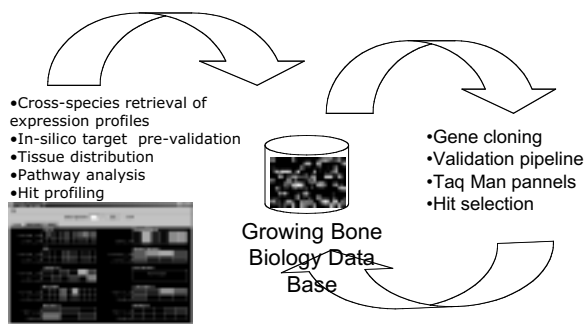 •Cross-species retrieval of
expression profiles
•In-silico target pre-validation
•Tissue distribution
•Pathway analysis
•Hit profiling
Growing Bone
Biology Data
Base
•Gene cloning
•Validation pipeline
•Taq Man pannels
•Hit selection